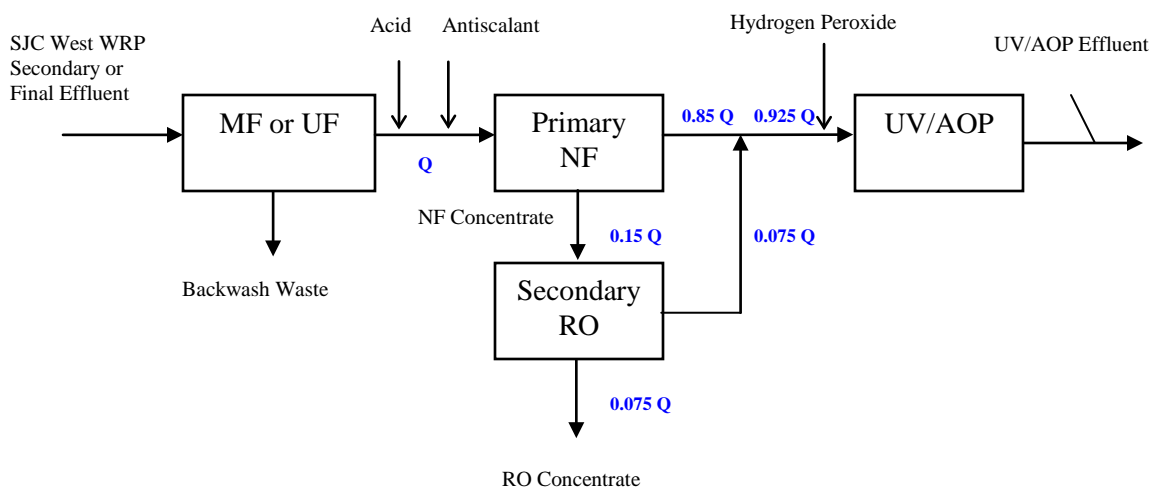 SJC West WRP
Secondary or
Final Effluent
MF or UF
Backwash Waste
Acid
Antiscalant
Q
Primary
NF
NF Concentrate
0.15 Q
Secondary
RO
0.075 Q
RO Concentrate
0.85 Q
0.925 Q
0.075 Q
Hydrogen Peroxide
UV/AOP
UV/AOP Effluent